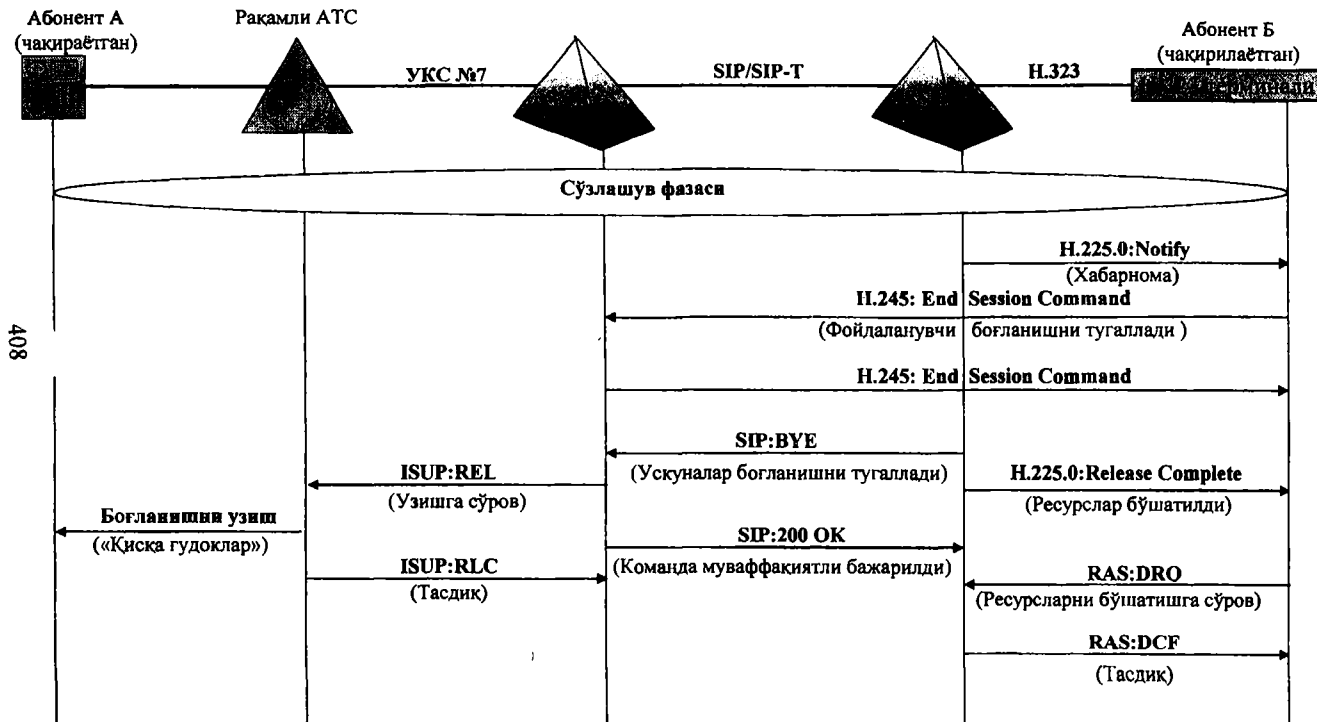 Абонент А
(чақираётган)
Рақамли АТС
Абонент Б
(чақирилаётган)
УКС №7
SIP/SIP-T
H.323
Сўзлашув фазаси
H.225.0:Notify
(Хабарнома)
H.245: End Session Command
(Фойдаланувчи боғланишни тугаллади )
408
H.245: End Session Command
SIP:BYE
(Ускуналар боғланишни тугаллади)
ISUP:REL
(Узишга сўров)
H.225.0:Release Complete
(Ресурслар бўшатилди)
Боғланишни узиш
(«Қисқа гудоклар»)
SIP:200 OK
(Команда муваффақиятли бажарилди)
ISUP:RLC
(Тасдиқ)
RAS:DRQ
(Ресурсларни бўшатишга сўров)
RAS:DCF
(Тасдиқ)